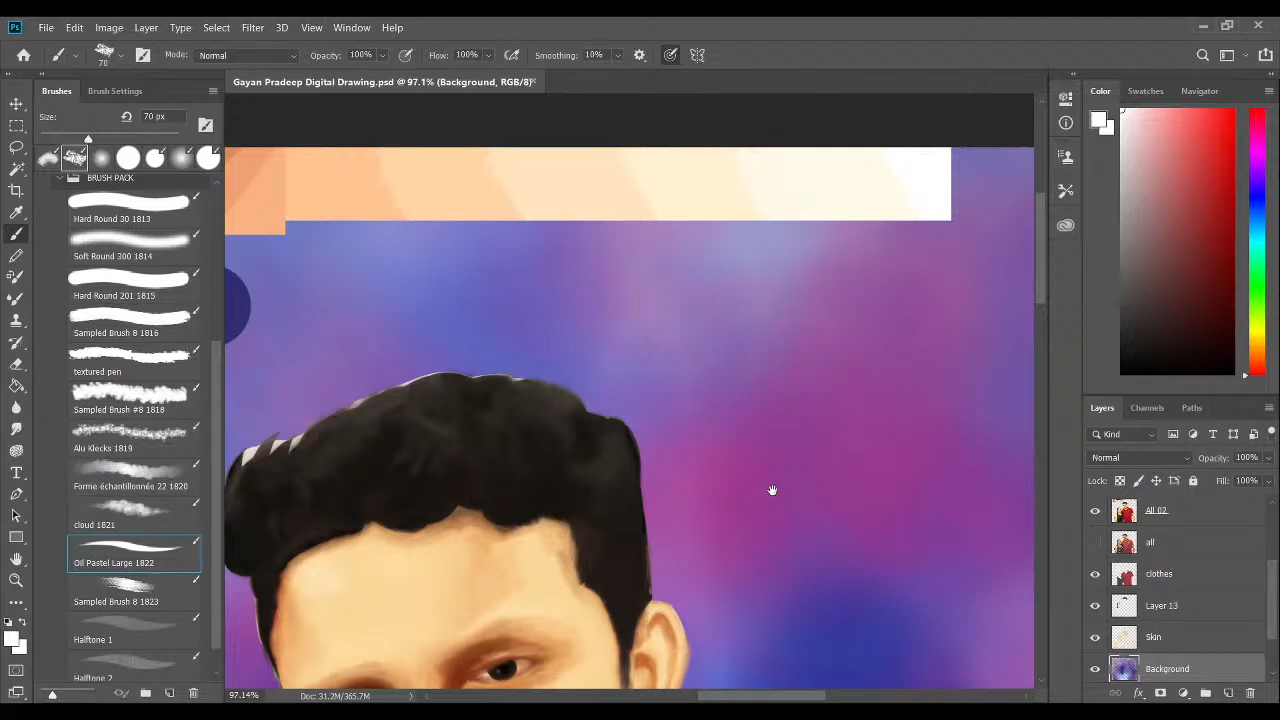 Ps File Edit Image Layer Type Select Filter 3D View Window Help
70 Mode: Normal Opacity: 100% Flow: 100% Smoothing: 10%
Brushes Brush Settings
Gayan Pradeep Digital Drawing.psd @ 97.1% (Background, RGB/8)
Color Swatches Navigator
Size: 70 px
BRUSH PACK
Hard Round 30 1813
Soft Round 300 1814
Hard Round 201 1815
Sampled Brush 8 1816
textured pen
Sampled Brush #8 1818
Alu Klecks 1819
Forme échantillonnée 22 1820
cloud 1821
Oil Pastel Large 1822
Sampled Brush 8 1823
Halftone 1
Halftone 2
Layers Channels Paths
Kind
Normal Opacity: 100%
Lock: Fill: 100%
All 02
all
clothes
Layer 13
Skin
Background
97.14% Doc: 31.2M/365.7M